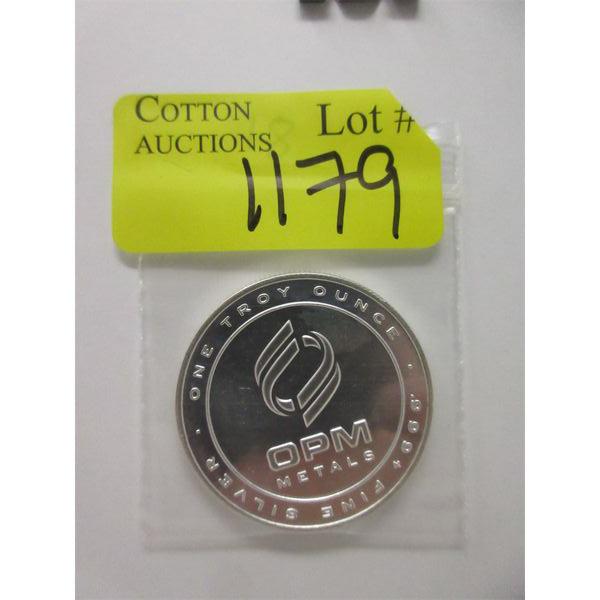 COTTON
AUCTIONS
Lot #
1179
ONE TROY OUNCE · .999+ FINE SILVER ·
OPM
METALS